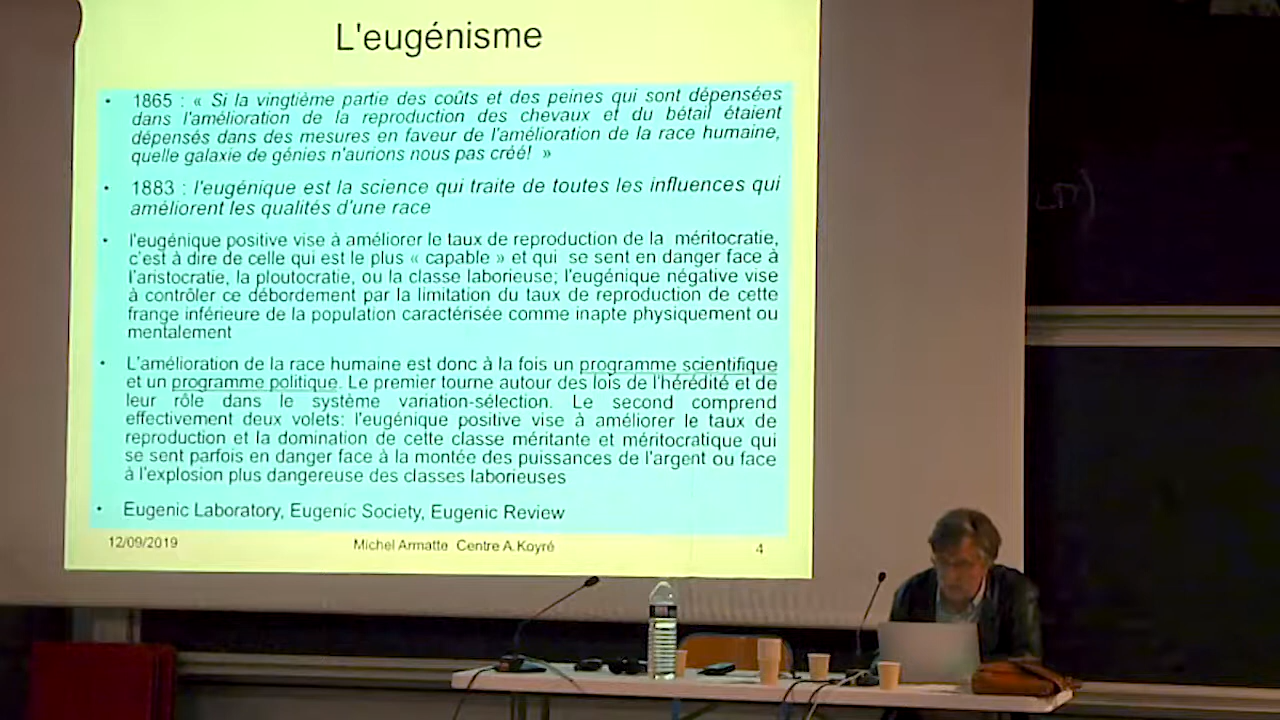 L'eugénisme
• 1865 : « Si la vingtième partie des coûts et des peines qui sont dépensées
dans l'amélioration de la reproduction des chevaux et du bétail étaient
dépensés dans des mesures en faveur de l'amélioration de la race humaine,
quelle galaxie de génies n'aurions nous pas créé! »
• 1883 : l'eugénique est la science qui traite de toutes les influences qui
améliorent les qualités d'une race
• l'eugénique positive vise à améliorer le taux de reproduction de la méritocratie,
c'est à dire de celle qui est le plus « capable » et qui se sent en danger face à
l'aristocratie, la ploutocratie, ou la classe laborieuse; l'eugénique négative vise
à contrôler ce débordement par la limitation du taux de reproduction de cette
frange inférieure de la population caractérisée comme inapte physiquement ou
mentalement
• L'amélioration de la race humaine est donc à la fois un programme scientifique
et un programme politique. Le premier tourne autour des lois de l'hérédité et de
leur rôle dans le système variation-sélection. Le second comprend
effectivement deux volets: l'eugénique positive vise à améliorer le taux de
reproduction et la domination de cette classe méritante et méritocratique qui
se sent parfois en danger face à la montée des puissances de l'argent ou face
à l'explosion plus dangereuse des classes laborieuses
• Eugenic Laboratory, Eugenic Society, Eugenic Review
12/09/2019 Michel Armatte Centre A.Koyré 4